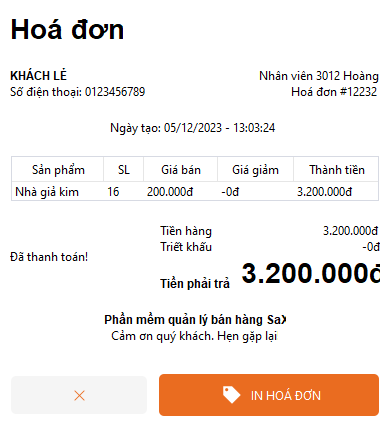 Hoá đơn
KHÁCH LẺ
Nhân viên 3012 Hoàng
Số điện thoại: 0123456789
Hoá đơn #12232
Ngày tạo: 05/12/2023 - 13:03:24
Sản phẩm SL Giá bán Giá giảm Thành tiền
Nhà giả kim 16 200.000đ -0đ 3.200.000đ
Tiền hàng 3.200.000đ
Triết khấu -0đ
Đã thanh toán!
Tiền phải trả 3.200.000đ
Phần mềm quản lý bán hàng SaX
Cảm ơn quý khách. Hẹn gặp lại
IN HOÁ ĐƠN